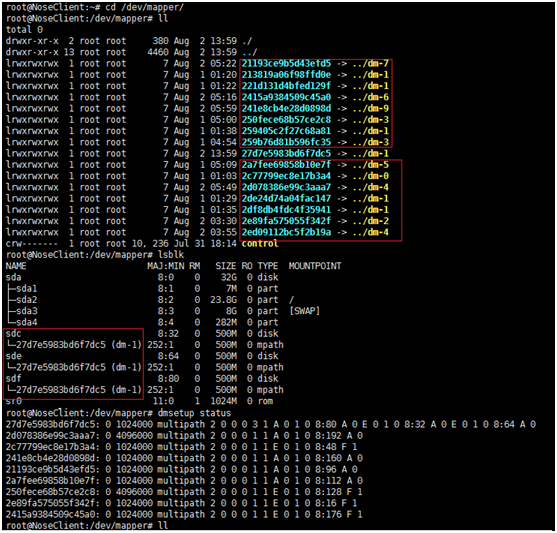 root@NoseClient:~# cd /dev/mapper/
root@NoseClient:/dev/mapper# ll
total 0
drwxr-xr-x  2 root root     380 Aug  2 13:59 ./
drwxr-xr-x 13 root root    4460 Aug  2 13:59 ../
lrwxrwxrwx  1 root root       7 Aug  2 05:22 21193ce9b5d43efd5 -> ../dm-7
lrwxrwxrwx  1 root root       7 Aug  1 01:20 213819a06f98ffd0e -> ../dm-1
lrwxrwxrwx  1 root root       7 Aug  1 01:22 221d131d4bfed129f -> ../dm-1
lrwxrwxrwx  1 root root       7 Aug  2 05:16 2415a9384509c45a0 -> ../dm-6
lrwxrwxrwx  1 root root       7 Aug  2 05:59 241e8cb4e28d0898d -> ../dm-9
lrwxrwxrwx  1 root root       7 Aug  1 05:00 250fece68b57ce2c8 -> ../dm-3
lrwxrwxrwx  1 root root       7 Aug  1 01:38 259405c2f27c68a81 -> ../dm-1
lrwxrwxrwx  1 root root       7 Aug  1 04:54 259b76d81b596fc35 -> ../dm-3
lrwxrwxrwx  1 root root       7 Aug  2 13:59 27d7e5983bd6f7dc5 -> ../dm-1
lrwxrwxrwx  1 root root       7 Aug  1 05:09 2a7fee69858b10e7f -> ../dm-5
lrwxrwxrwx  1 root root       7 Aug  1 01:03 2c77799ec8e17b3a4 -> ../dm-0
lrwxrwxrwx  1 root root       7 Aug  2 05:49 2d078386e99c3aaa7 -> ../dm-4
lrwxrwxrwx  1 root root       7 Aug  1 01:29 2de24d74a04fac147 -> ../dm-1
lrwxrwxrwx  1 root root       7 Aug  1 01:35 2df8db4fdc4f35941 -> ../dm-1
lrwxrwxrwx  1 root root       7 Aug  2 03:30 2e89fa575055f342f -> ../dm-2
lrwxrwxrwx  1 root root       7 Aug  2 03:55 2ed09112bc5f2b19a -> ../dm-4
crw-------  1 root root 10, 236 Jul 31 18:14 control
root@NoseClient:/dev/mapper# lsblk
NAME                       MAJ:MIN RM   SIZE RO TYPE  MOUNTPOINT
sda                          8:0    0    32G  0 disk
├─sda1                       8:1    0     7M  0 part
├─sda2                       8:2    0  23.8G  0 part  /
├─sda3                       8:3    0     8G  0 part  [SWAP]
└─sda4                       8:4    0   282M  0 part
sdc                          8:32   0   500M  0 disk
└─27d7e5983bd6f7dc5 (dm-1) 252:1    0   500M  0 mpath
sde                          8:64   0   500M  0 disk
└─27d7e5983bd6f7dc5 (dm-1) 252:1    0   500M  0 mpath
sdf                          8:80   0   500M  0 disk
└─27d7e5983bd6f7dc5 (dm-1) 252:1    0   500M  0 mpath
sr0                         11:0    1  1024M  0 rom
root@NoseClient:/dev/mapper# dmsetup status
27d7e5983bd6f7dc5: 0 1024000 multipath 2 0 0 0 3 1 A 0 1 0 8:80 A 0 E 0 1 0 8:32 A 0 E 0 1 0 8:64 A 0
2d078386e99c3aaa7: 0 4096000 multipath 2 0 0 0 1 1 A 0 1 0 8:192 A 0
2c77799ec8e17b3a4: 0 1024000 multipath 2 0 0 0 1 1 E 0 1 0 8:48 F 1
241e8cb4e28d0898d: 0 1024000 multipath 2 0 0 0 1 1 A 0 1 0 8:160 A 0
21193ce9b5d43efd5: 0 1024000 multipath 2 0 0 0 1 1 A 0 1 0 8:96 A 0
2a7fee69858b10e7f: 0 1024000 multipath 2 0 0 0 1 1 A 0 1 0 8:112 A 0
250fece68b57ce2c8: 0 4096000 multipath 2 0 0 0 1 1 E 0 1 0 8:128 F 1
2e89fa575055f342f: 0 1024000 multipath 2 0 0 0 1 1 E 0 1 0 8:16 F 1
2415a9384509c45a0: 0 1024000 multipath 2 0 0 0 1 1 E 0 1 0 8:176 F 1
root@NoseClient:/dev/mapper# ll